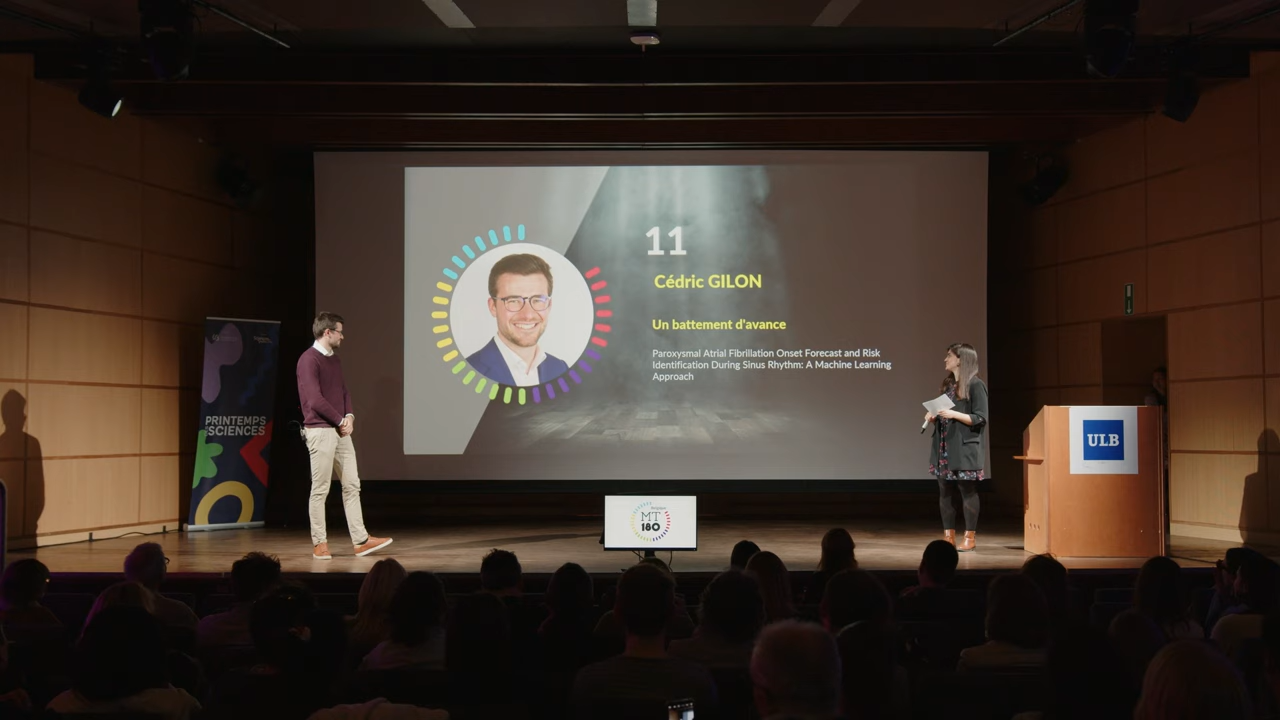 11
Cédric GILON
Un battement d'avance
Paroxysmal Atrial Fibrillation Onset Forecast and Risk
Identification During Sinus Rhythm: A Machine Learning
Approach
PRINTEMPS
SCIENCES
ULB
MT
180